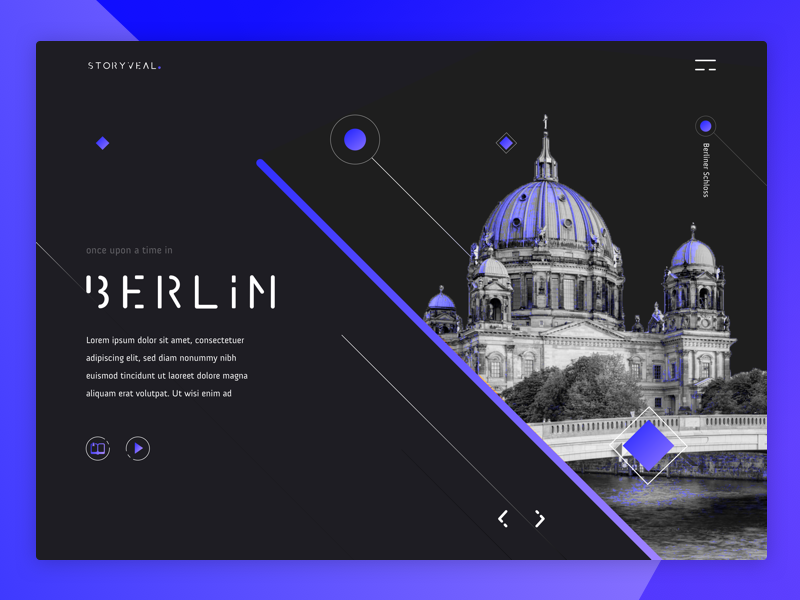 STORYVEAL.
Berliner Schloss
once upon a time in
BERLIN
Lorem ipsum dolor sit amet, consectetuer
adipiscing elit, sed diam nonummy nibh
euismod tincidunt ut laoreet dolore magna
aliquam erat volutpat. Ut wisi enim ad